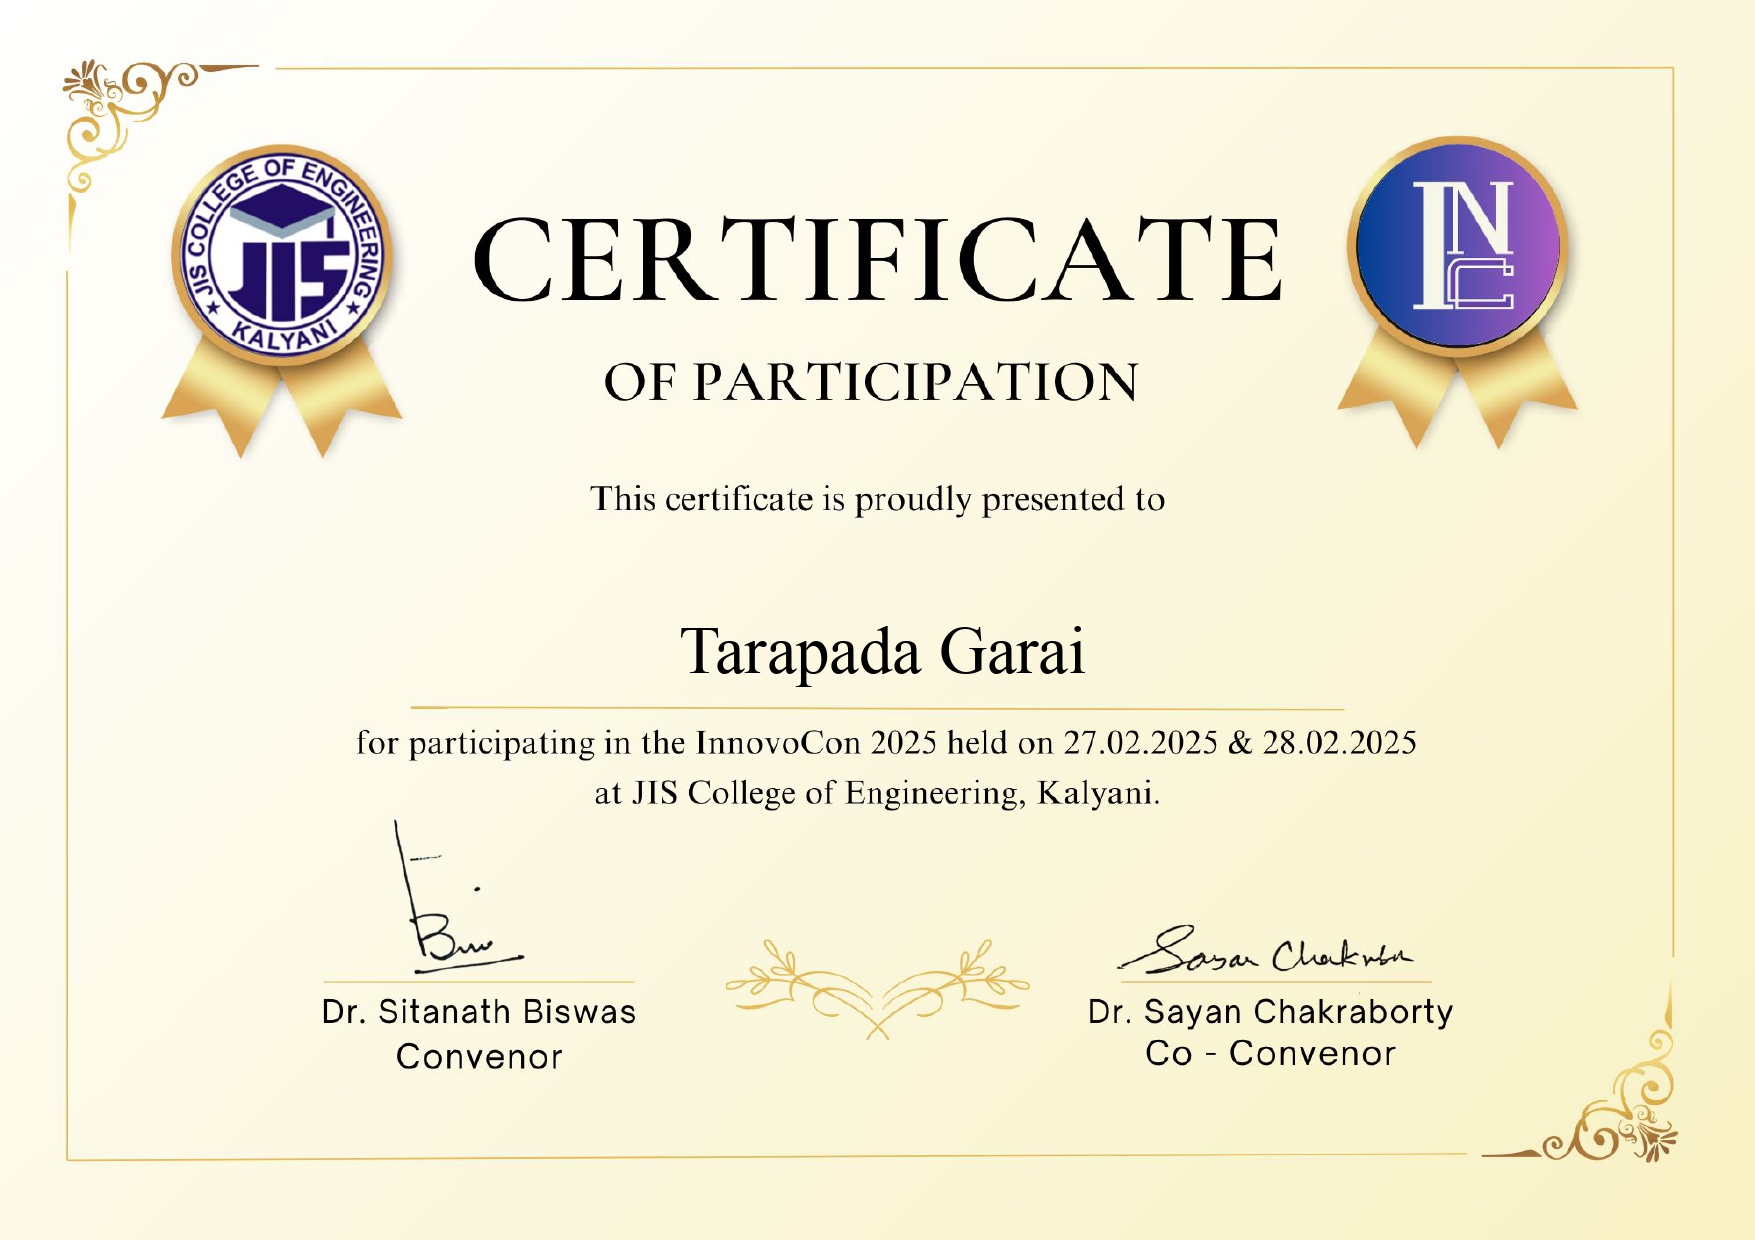 JIS COLLEGE OF ENGINEERING
JIS
★ KALYANI ★
INC
CERTIFICATE
OF PARTICIPATION
This certificate is proudly presented to
Tarapada Garai
for participating in the InnovoCon 2025 held on 27.02.2025 & 28.02.2025
at JIS College of Engineering, Kalyani.
Sayan Chakraborty
Dr. Sitanath Biswas
Convenor
Dr. Sayan Chakraborty
Co - Convenor